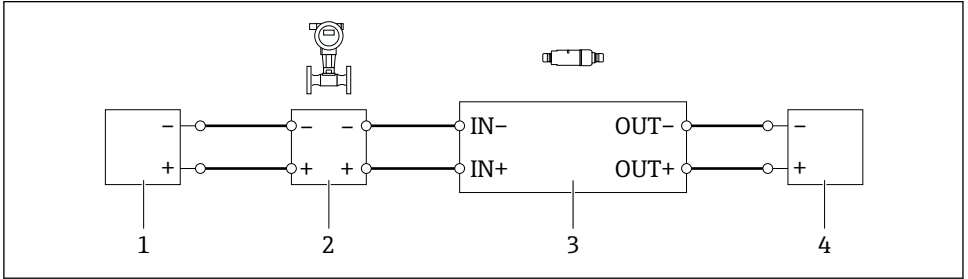 − − − IN− OUT− −
+ + + IN+ OUT+ +
1 2 3 4